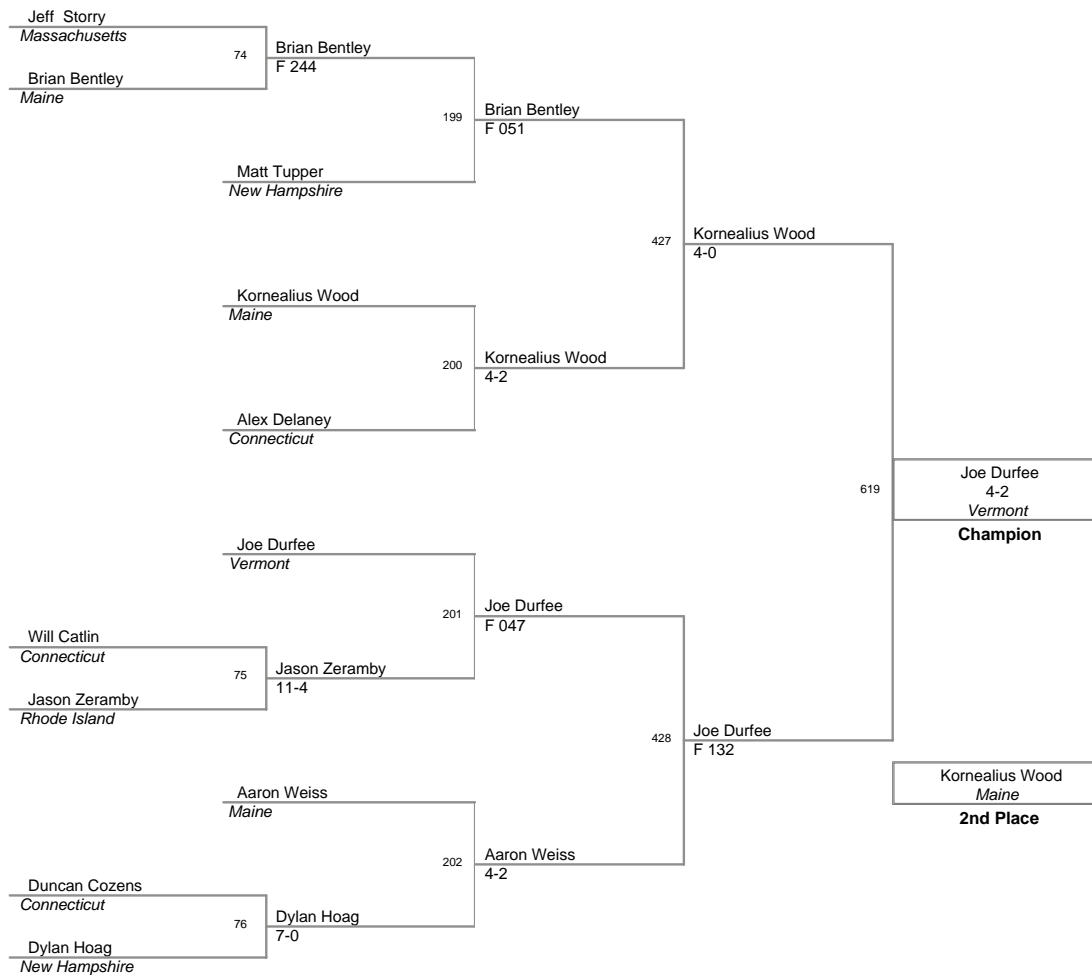 Jeff  Storry
Massachusetts
74
Brian Bentley
F 244
Brian Bentley
Maine
199
Brian Bentley
F 051
Matt Tupper
New Hampshire
427
Kornealius Wood
4-0
Kornealius Wood
Maine
200
Kornealius Wood
4-2
Alex Delaney
Connecticut
619
Joe Durfee
4-2
Vermont
Champion
Joe Durfee
Vermont
201
Joe Durfee
F 047
Will Catlin
Connecticut
75
Jason Zeramby
11-4
Jason Zeramby
Rhode Island
428
Joe Durfee
F 132
Kornealius Wood
Maine
2nd Place
Aaron Weiss
Maine
202
Aaron Weiss
4-2
Duncan Cozens
Connecticut
76
Dylan Hoag
7-0
Dylan Hoag
New Hampshire